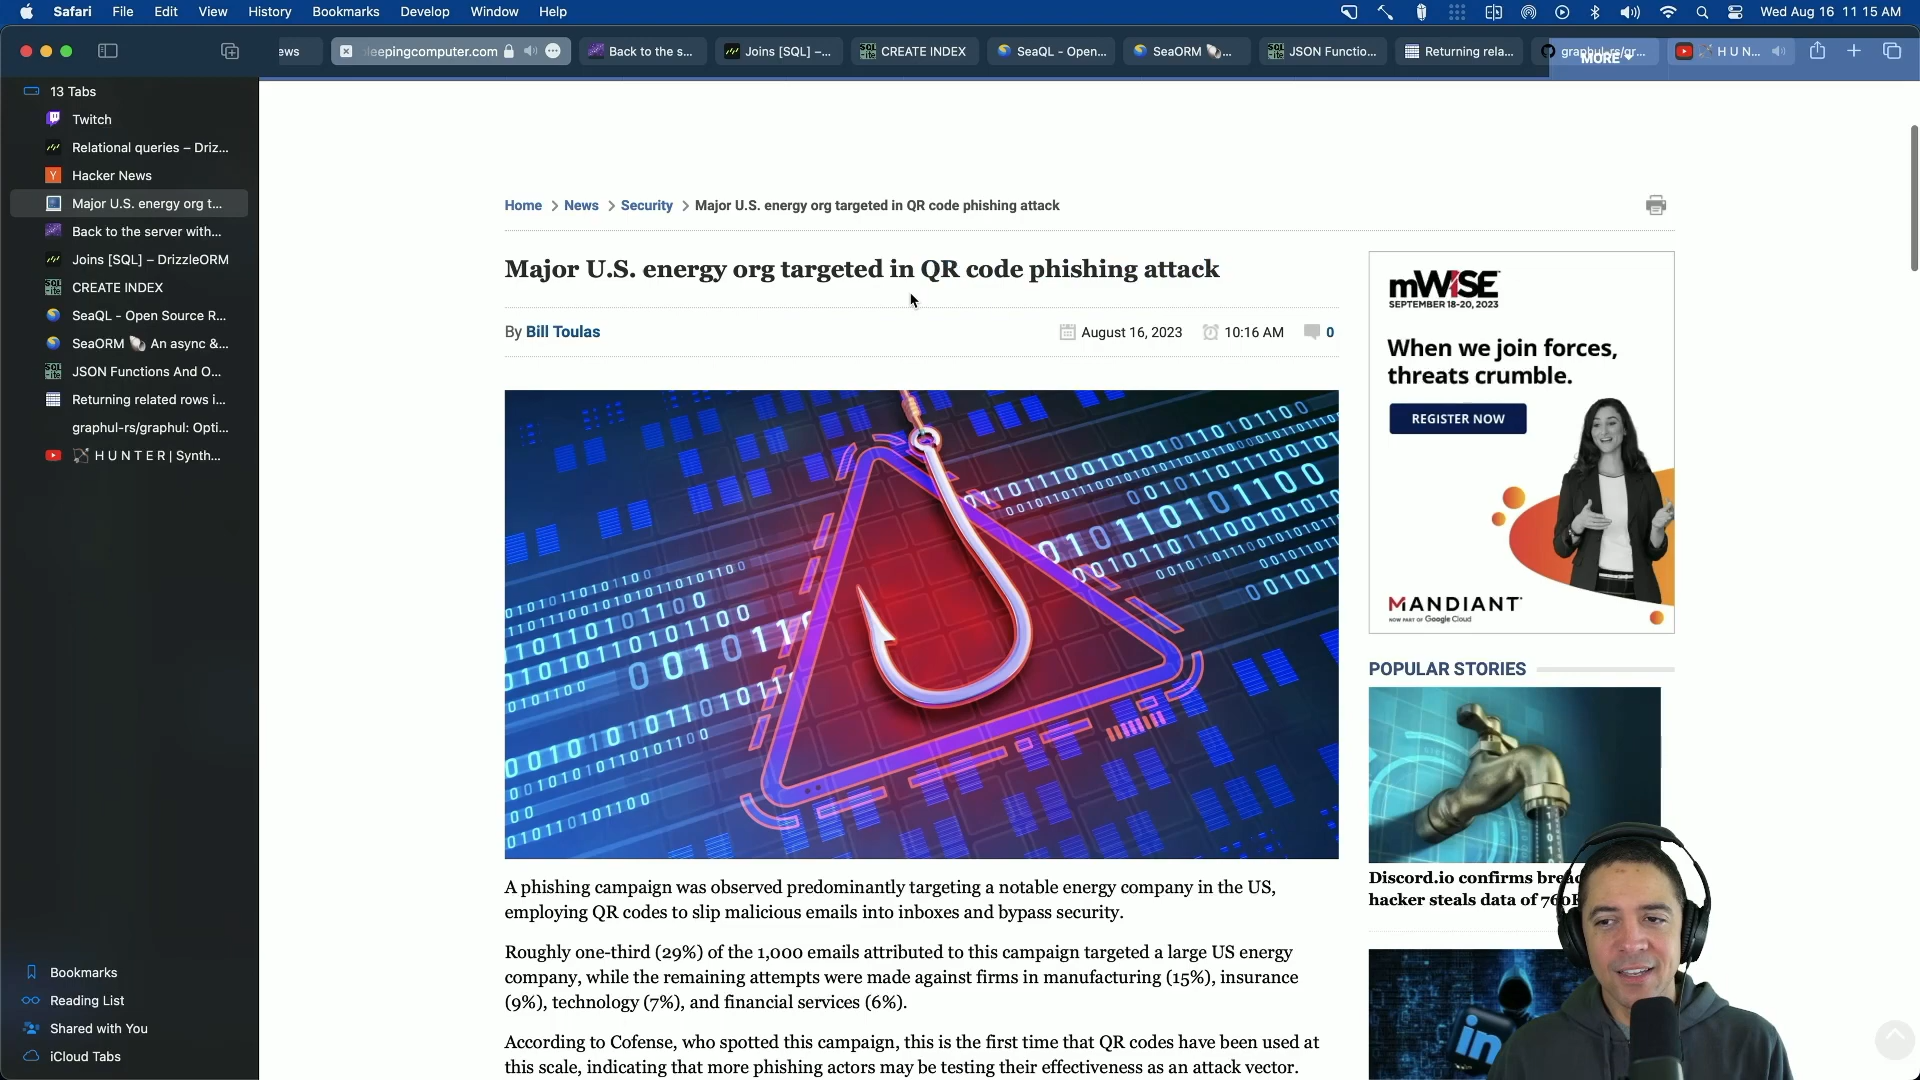 Safari File Edit View History Bookmarks Develop Window Help
Wed Aug 16 11 15 AM
ews
eepingcomputer.com
Back to the s...
Joins [SQL] –...
CREATE INDEX
SeaQL - Open...
SeaORM 🐚...
JSON Functio...
Returning rela...
graphul-rs/gr...
MORE
H U N...
13 Tabs
Twitch
Relational queries – Driz...
Hacker News
Major U.S. energy org t...
Back to the server with...
Joins [SQL] – DrizzleORM
CREATE INDEX
SeaQL - Open Source R...
SeaORM 🐚 An async &...
JSON Functions And O...
Returning related rows i...
graphul-rs/graphul: Opti...
H U N T E R | Synth...
Bookmarks
Reading List
Shared with You
iCloud Tabs
Home > News > Security > Major U.S. energy org targeted in QR code phishing attack
Major U.S. energy org targeted in QR code phishing attack
By Bill Toulas
August 16, 2023 10:16 AM 0
A phishing campaign was observed predominantly targeting a notable energy company in the US,
employing QR codes to slip malicious emails into inboxes and bypass security.
Roughly one-third (29%) of the 1,000 emails attributed to this campaign targeted a large US energy
company, while the remaining attempts were made against firms in manufacturing (15%), insurance
(9%), technology (7%), and financial services (6%).
According to Cofense, who spotted this campaign, this is the first time that QR codes have been used at
this scale, indicating that more phishing actors may be testing their effectiveness as an attack vector.
mWISE
SEPTEMBER 18-20, 2023
When we join forces,
threats crumble.
REGISTER NOW
MANDIANT
NOW PART OF Google Cloud
POPULAR STORIES
Discord.io confirms
hacker steals data of
in